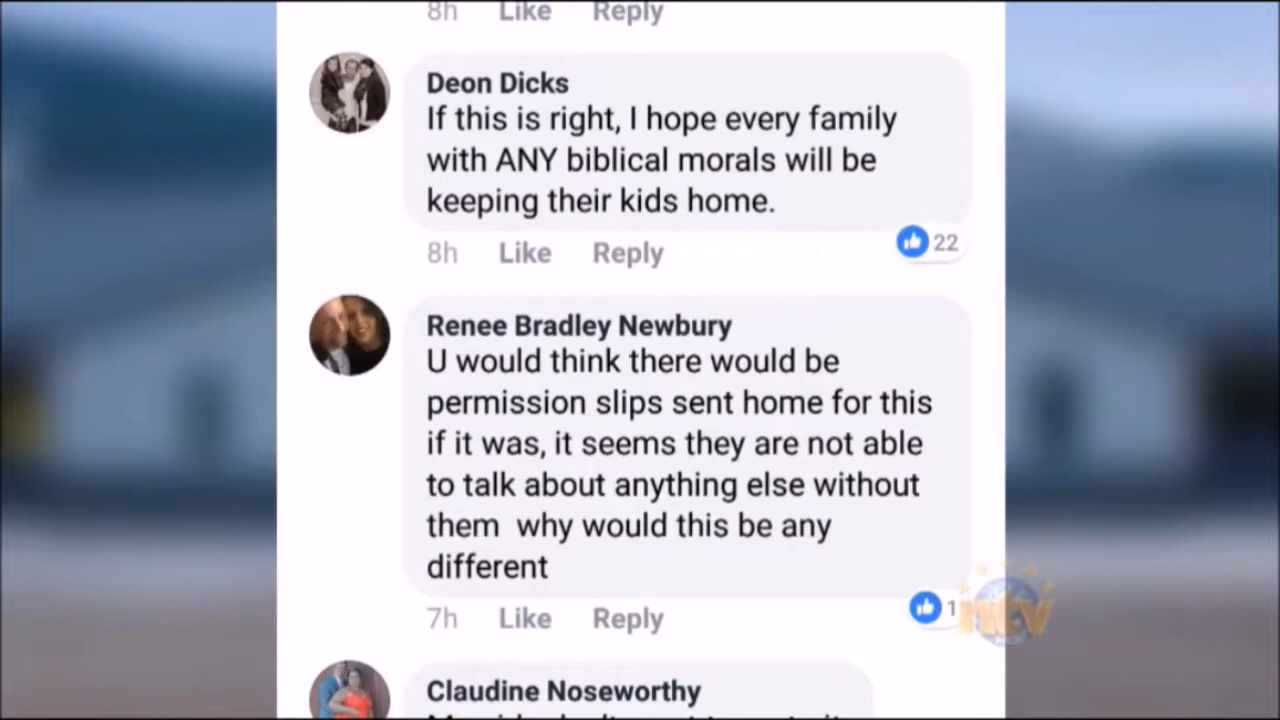 8h Like Reply
Deon Dicks
If this is right, I hope every family
with ANY biblical morals will be
keeping their kids home.
8h Like Reply 22
Renee Bradley Newbury
U would think there would be
permission slips sent home for this
if it was, it seems they are not able
to talk about anything else without
them  why would this be any
different
7h Like Reply 1
NTV
Claudine Noseworthy